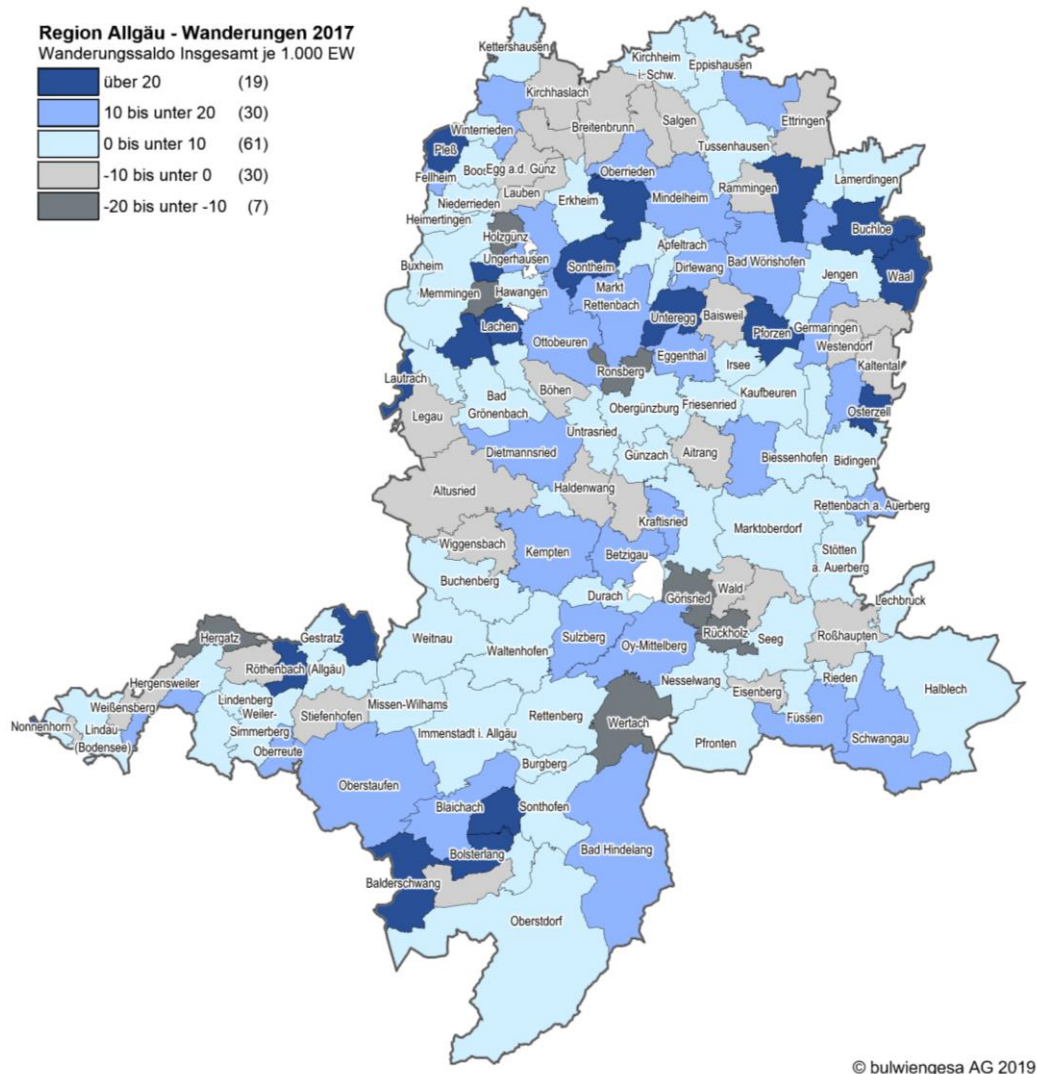 Region Allgäu - Wanderungen 2017
Wanderungssaldo Insgesamt je 1.000 EW
über 20 (19)
10 bis unter 20 (30)
0 bis unter 10 (61)
-10 bis unter 0 (30)
-20 bis unter -10 (7)
Kettershausen
Kirchheim
i-Schw.
Eppishausen
Kirchhaslach
Ettringen
Breitenbrunn
Salgen
Winterrieden
Tussenhausen
Pleß
Boos
Egg a.d. Günz
Oberrieden
Fellheim
Lauben
Rammingen
Lamerdingen
Niederrieden
Erkheim
Mindelheim
Heimertingen
Buchloe
Holzgünz
Apfeltrach
Ungerhausen
Buxheim
Sontheim
Dirlewang
Bad Wörishofen
Jengen
Waal
Memmingen
Hawangen
Markt
Rettenbach
Lachen
Unteregg
Baisweil
Pforzen
Germaringen
Ottobeuren
Eggenthal
Westendorf
Irsee
Kaltental
Lautrach
Ronsberg
Böhen
Bad
Grönenbach
Kaufbeuren
Legau
Obergünzburg
Friesenried
Osterzell
Untrasried
Dietmannsried
Günzach
Aitrang
Biessenhofen
Bidingen
Altusried
Haldenwang
Rettenbach a. Auerberg
Kraftisried
Marktoberdorf
Wiggensbach
Kempten
Betzigau
Stötten
a. Auerberg
Buchenberg
Durach
Görisried
Wald
Lechbruck
Hergatz
Gestratz
Weitnau
Sulzberg
Rückholz
Roßhaupten
Waltenhofen
Oy-Mittelberg
Seeg
Röthenbach (Allgäu)
Hergensweiler
Nesselwang
Eisenberg
Rieden
Halblech
Lindenberg
Missen-Wilhams
Weißensberg
Weiler-
Simmerberg
Stiefenhofen
Rettenberg
Füssen
Nonnenhorn
Lindau
(Bodensee)
Wertach
Immenstadt i. Allgäu
Pfronten
Schwangau
Oberreute
Burgberg
Oberstaufen
Blaichach
Sonthofen
Bolsterlang
Bad Hindelang
Balderschwang
Oberstdorf
© bulwiengesa AG 2019